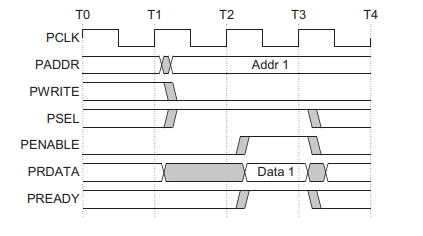 T0 T1 T2 T3 T4
PCLK
PADDR Addr 1
PWRITE
PSEL
PENABLE
PRDATA Data 1
PREADY